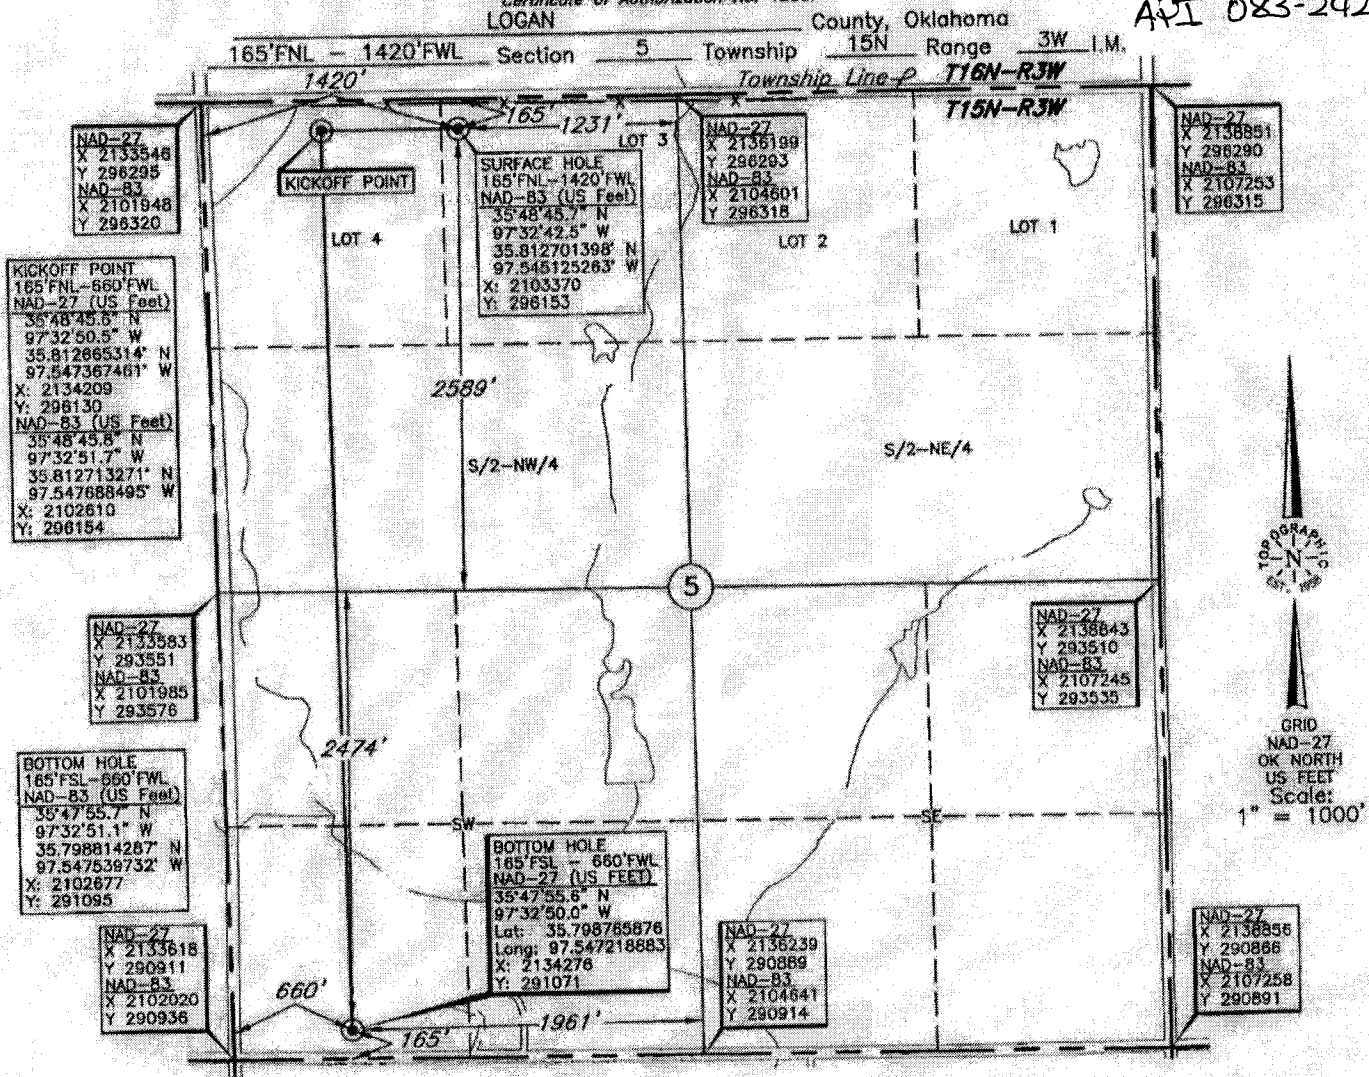 LOGAN County, Oklahoma
API 083-242
165'FNL – 1420'FWL Section 5 Township 15N Range 3W I.M.
1420'
Township Line
T16N–R3W
T15N–R3W
165'
1231'
LOT 3
NAD-27
X 2133546
Y 296295
NAD-83
X 2101948
Y 296320
KICKOFF POINT
SURFACE HOLE
165'FNL-1420'FWL
NAD-83 (US Feet)
35°48'45.7" N
97°32'42.5" W
35.812701398° N
97.545125263° W
X: 2103370
Y: 296153
NAD-27
X 2136199
Y 296293
NAD-83
X 2104601
Y 296318
NAD-27
X 2138851
Y 296290
NAD-83
X 2107253
Y 296315
LOT 4
LOT 2
LOT 1
KICKOFF POINT
165'FNL-660'FWL
NAD-27 (US Feet)
35°48'45.6" N
97°32'50.5" W
35.812665314° N
97.547367461° W
X: 2134209
Y: 296130
NAD-83 (US Feet)
35°48'45.8" N
97°32'51.7" W
35.812713271° N
97.547688495° W
X: 2102610
Y: 296154
2589'
S/2-NW/4
S/2-NE/4
TOPOGRAPHIC
N
5
NAD-27
X 2133583
Y 293551
NAD-83
X 2101985
Y 293576
NAD-27
X 2138843
Y 293510
NAD-83
X 2107245
Y 293535
2474'
GRID
NAD-27
OK NORTH
US FEET
Scale:
1" = 1000'
BOTTOM HOLE
165'FSL-660'FWL
NAD-83 (US Feet)
35°47'55.7" N
97°32'51.1" W
35.798814287° N
97.547539732° W
X: 2102677
Y: 291095
SW
SE
BOTTOM HOLE
165'FSL – 660'FWL
NAD-27 (US FEET)
35°47'55.6" N
97°32'50.0" W
Lat: 35.798765876
Long: 97.547218883
X: 2134276
Y: 291071
NAD-27
X 2133618
Y 290911
NAD-83
X 2102020
Y 290936
NAD-27
X 2136239
Y 290889
NAD-83
X 2104641
Y 290914
NAD-27
X 2138856
Y 290866
NAD-83
X 2107258
Y 290891
660'
165'
1961'